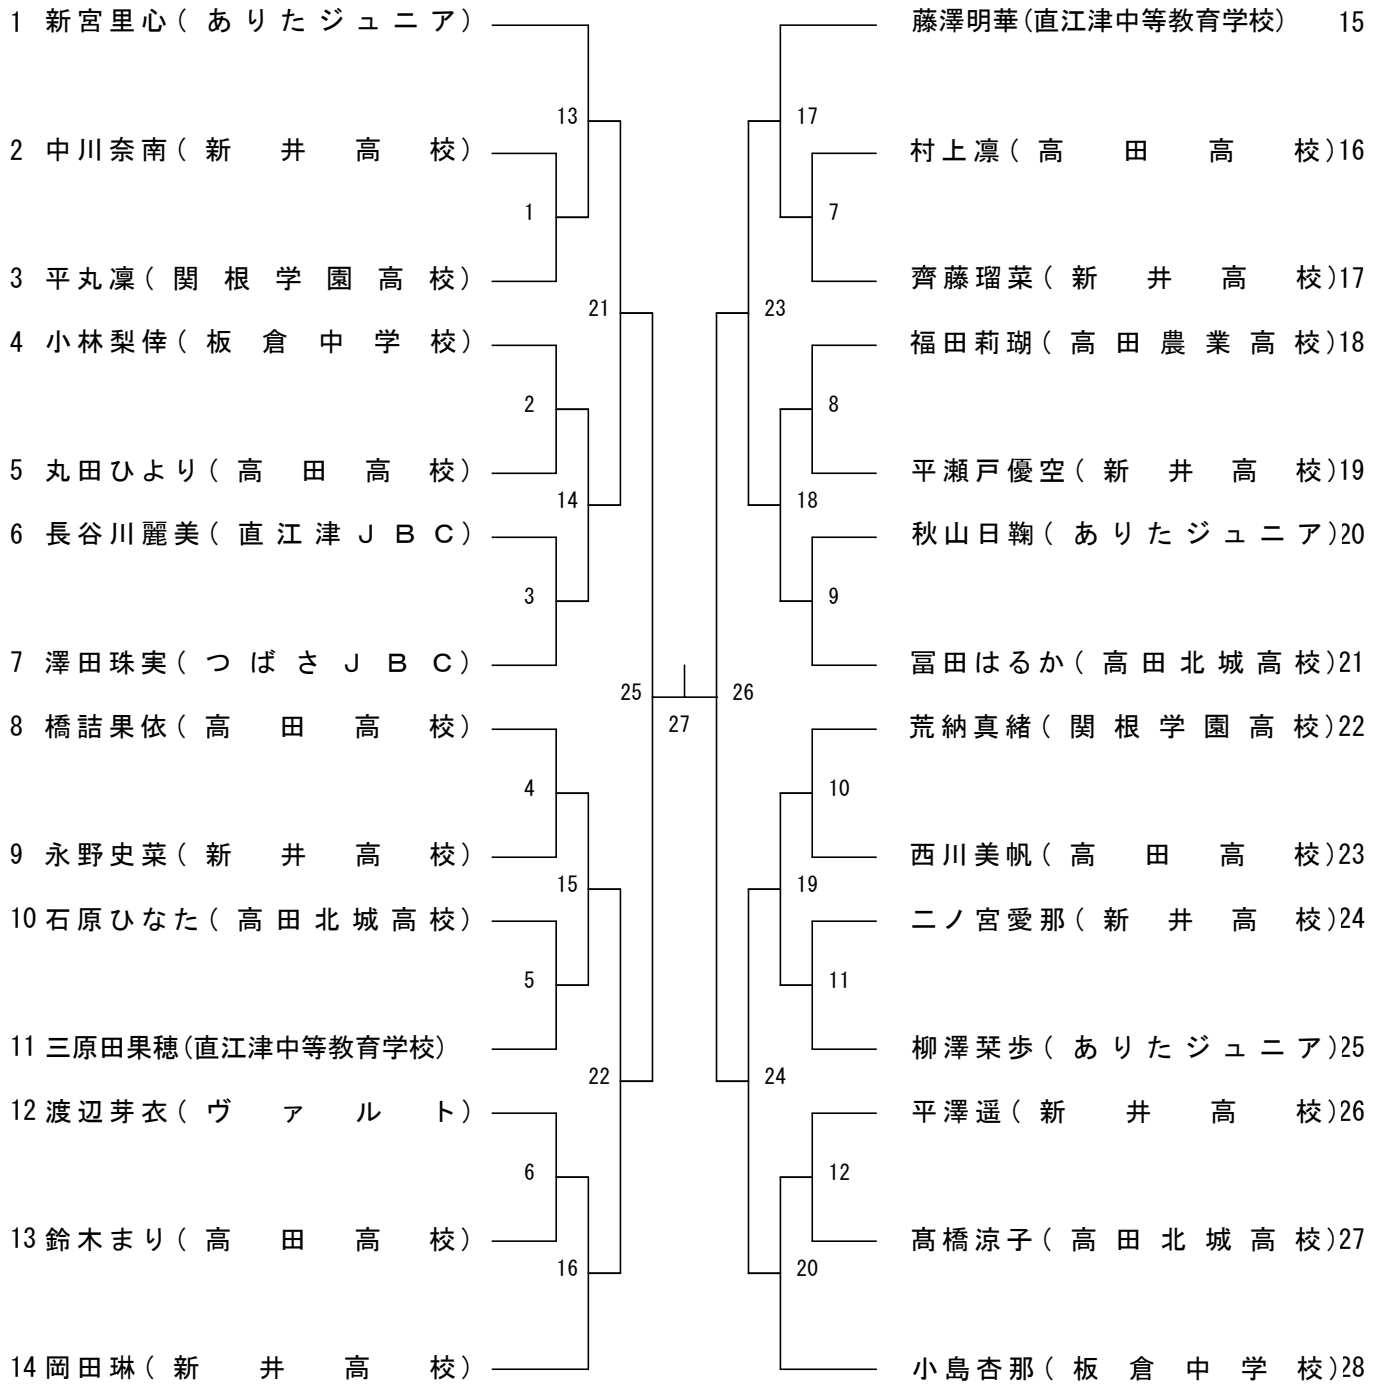 1 新宮里心(ありたジュニア)
2 中川奈南(新井高校)
3 平丸凜(関根学園高校)
4 小林梨倖(板倉中学校)
5 丸田ひより(高田高校)
6 長谷川麗美(直江津JBC)
7 澤田珠実(つばさJBC)
8 橋詰果依(高田高校)
9 永野史菜(新井高校)
10 石原ひなた(高田北城高校)
11 三原田果穂(直江津中等教育学校)
12 渡辺芽衣(ヴァルト)
13 鈴木まり(高田高校)
14 岡田琳(新井高校)
13
1
21
2
14
3
25
4
15
5
22
6
16
27
17
7
23
8
18
9
26
10
19
11
24
12
20
藤澤明華(直江津中等教育学校) 15
村上凛(高田高校)16
齊藤瑠菜(新井高校)17
福田莉瑚(高田農業高校)18
平瀬戸優空(新井高校)19
秋山日鞠(ありたジュニア)20
冨田はるか(高田北城高校)21
荒納真緒(関根学園高校)22
西川美帆(高田高校)23
二ノ宮愛那(新井高校)24
柳澤栞歩(ありたジュニア)25
平澤遥(新井高校)26
髙橋涼子(高田北城高校)27
小島杏那(板倉中学校)28